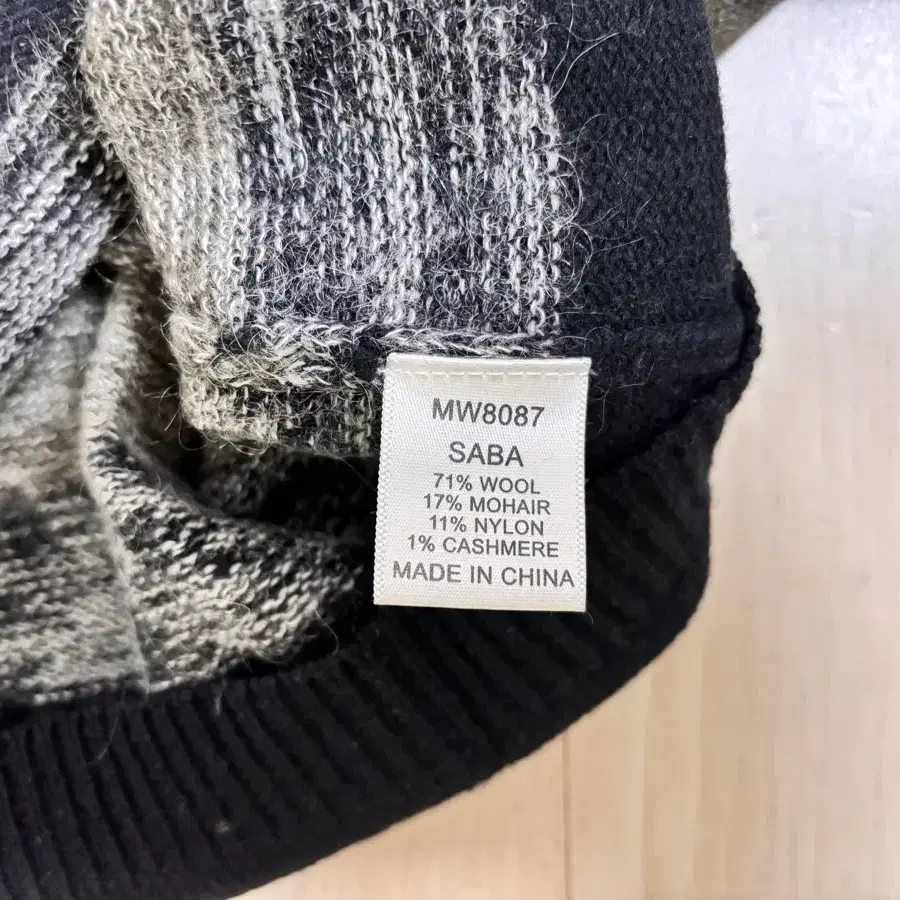 MW8087
SABA
71% WOOL
17% MOHAIR
11% NYLON
1% CASHMERE
MADE IN CHINA